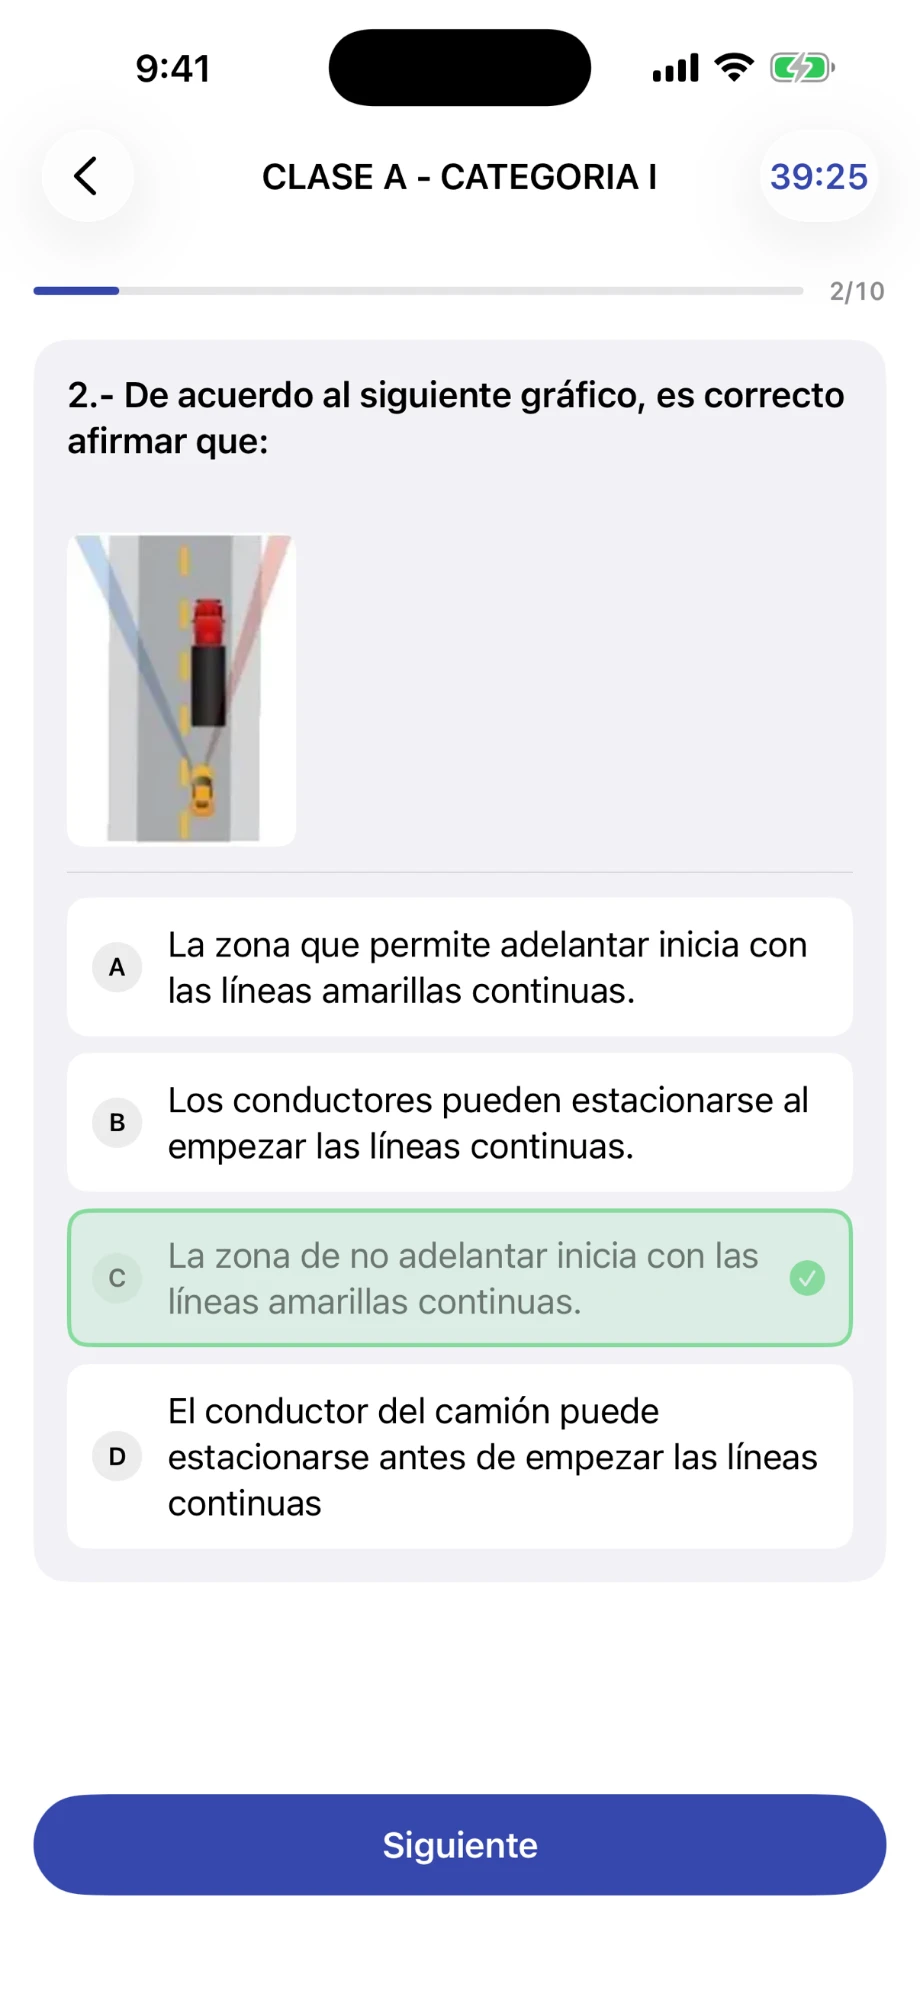 9:41
CLASE A - CATEGORIA I
39:25
2/10
2.- De acuerdo al siguiente gráfico, es correcto
afirmar que:
A
La zona que permite adelantar inicia con
las líneas amarillas continuas.
B
Los conductores pueden estacionarse al
empezar las líneas continuas.
C
La zona de no adelantar inicia con las
líneas amarillas continuas.
D
El conductor del camión puede
estacionarse antes de empezar las líneas
continuas
Siguiente